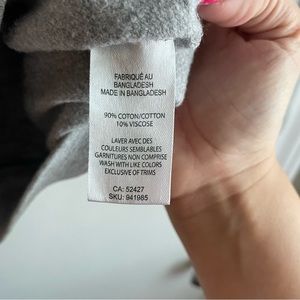 FABRIQUÉ AU
BANGLADESH
MADE IN BANGLADESH
90% COTON/COTTON
10% VISCOSE
LAVER AVEC DES
COULEURS SEMBLABLES
GARNITURES NON COMPRISE
WASH WITH LIKE COLORS
EXCLUSIVE OF TRIMS
CA: 52427
SKU: 941985